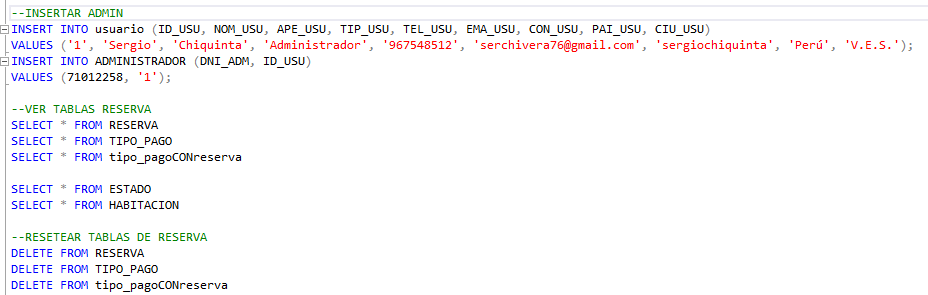 --INSERTAR ADMIN
INSERT INTO usuario (ID_USU, NOM_USU, APE_USU, TIP_USU, TEL_USU, EMA_USU, CON_USU, PAI_USU, CIU_USU)
VALUES ('1', 'Sergio', 'Chiquinta', 'Administrador', '967548512', 'serchivera76@gmail.com', 'sergiochiquinta', 'Perú', 'V.E.S.');
INSERT INTO ADMINISTRADOR (DNI_ADM, ID_USU)
VALUES (71012258, '1');
--VER TABLAS RESERVA
SELECT * FROM RESERVA
SELECT * FROM TIPO_PAGO
SELECT * FROM tipo_pagoCONreserva
SELECT * FROM ESTADO
SELECT * FROM HABITACION
--RESETEAR TABLAS DE RESERVA
DELETE FROM RESERVA
DELETE FROM TIPO_PAGO
DELETE FROM tipo_pagoCONreserva